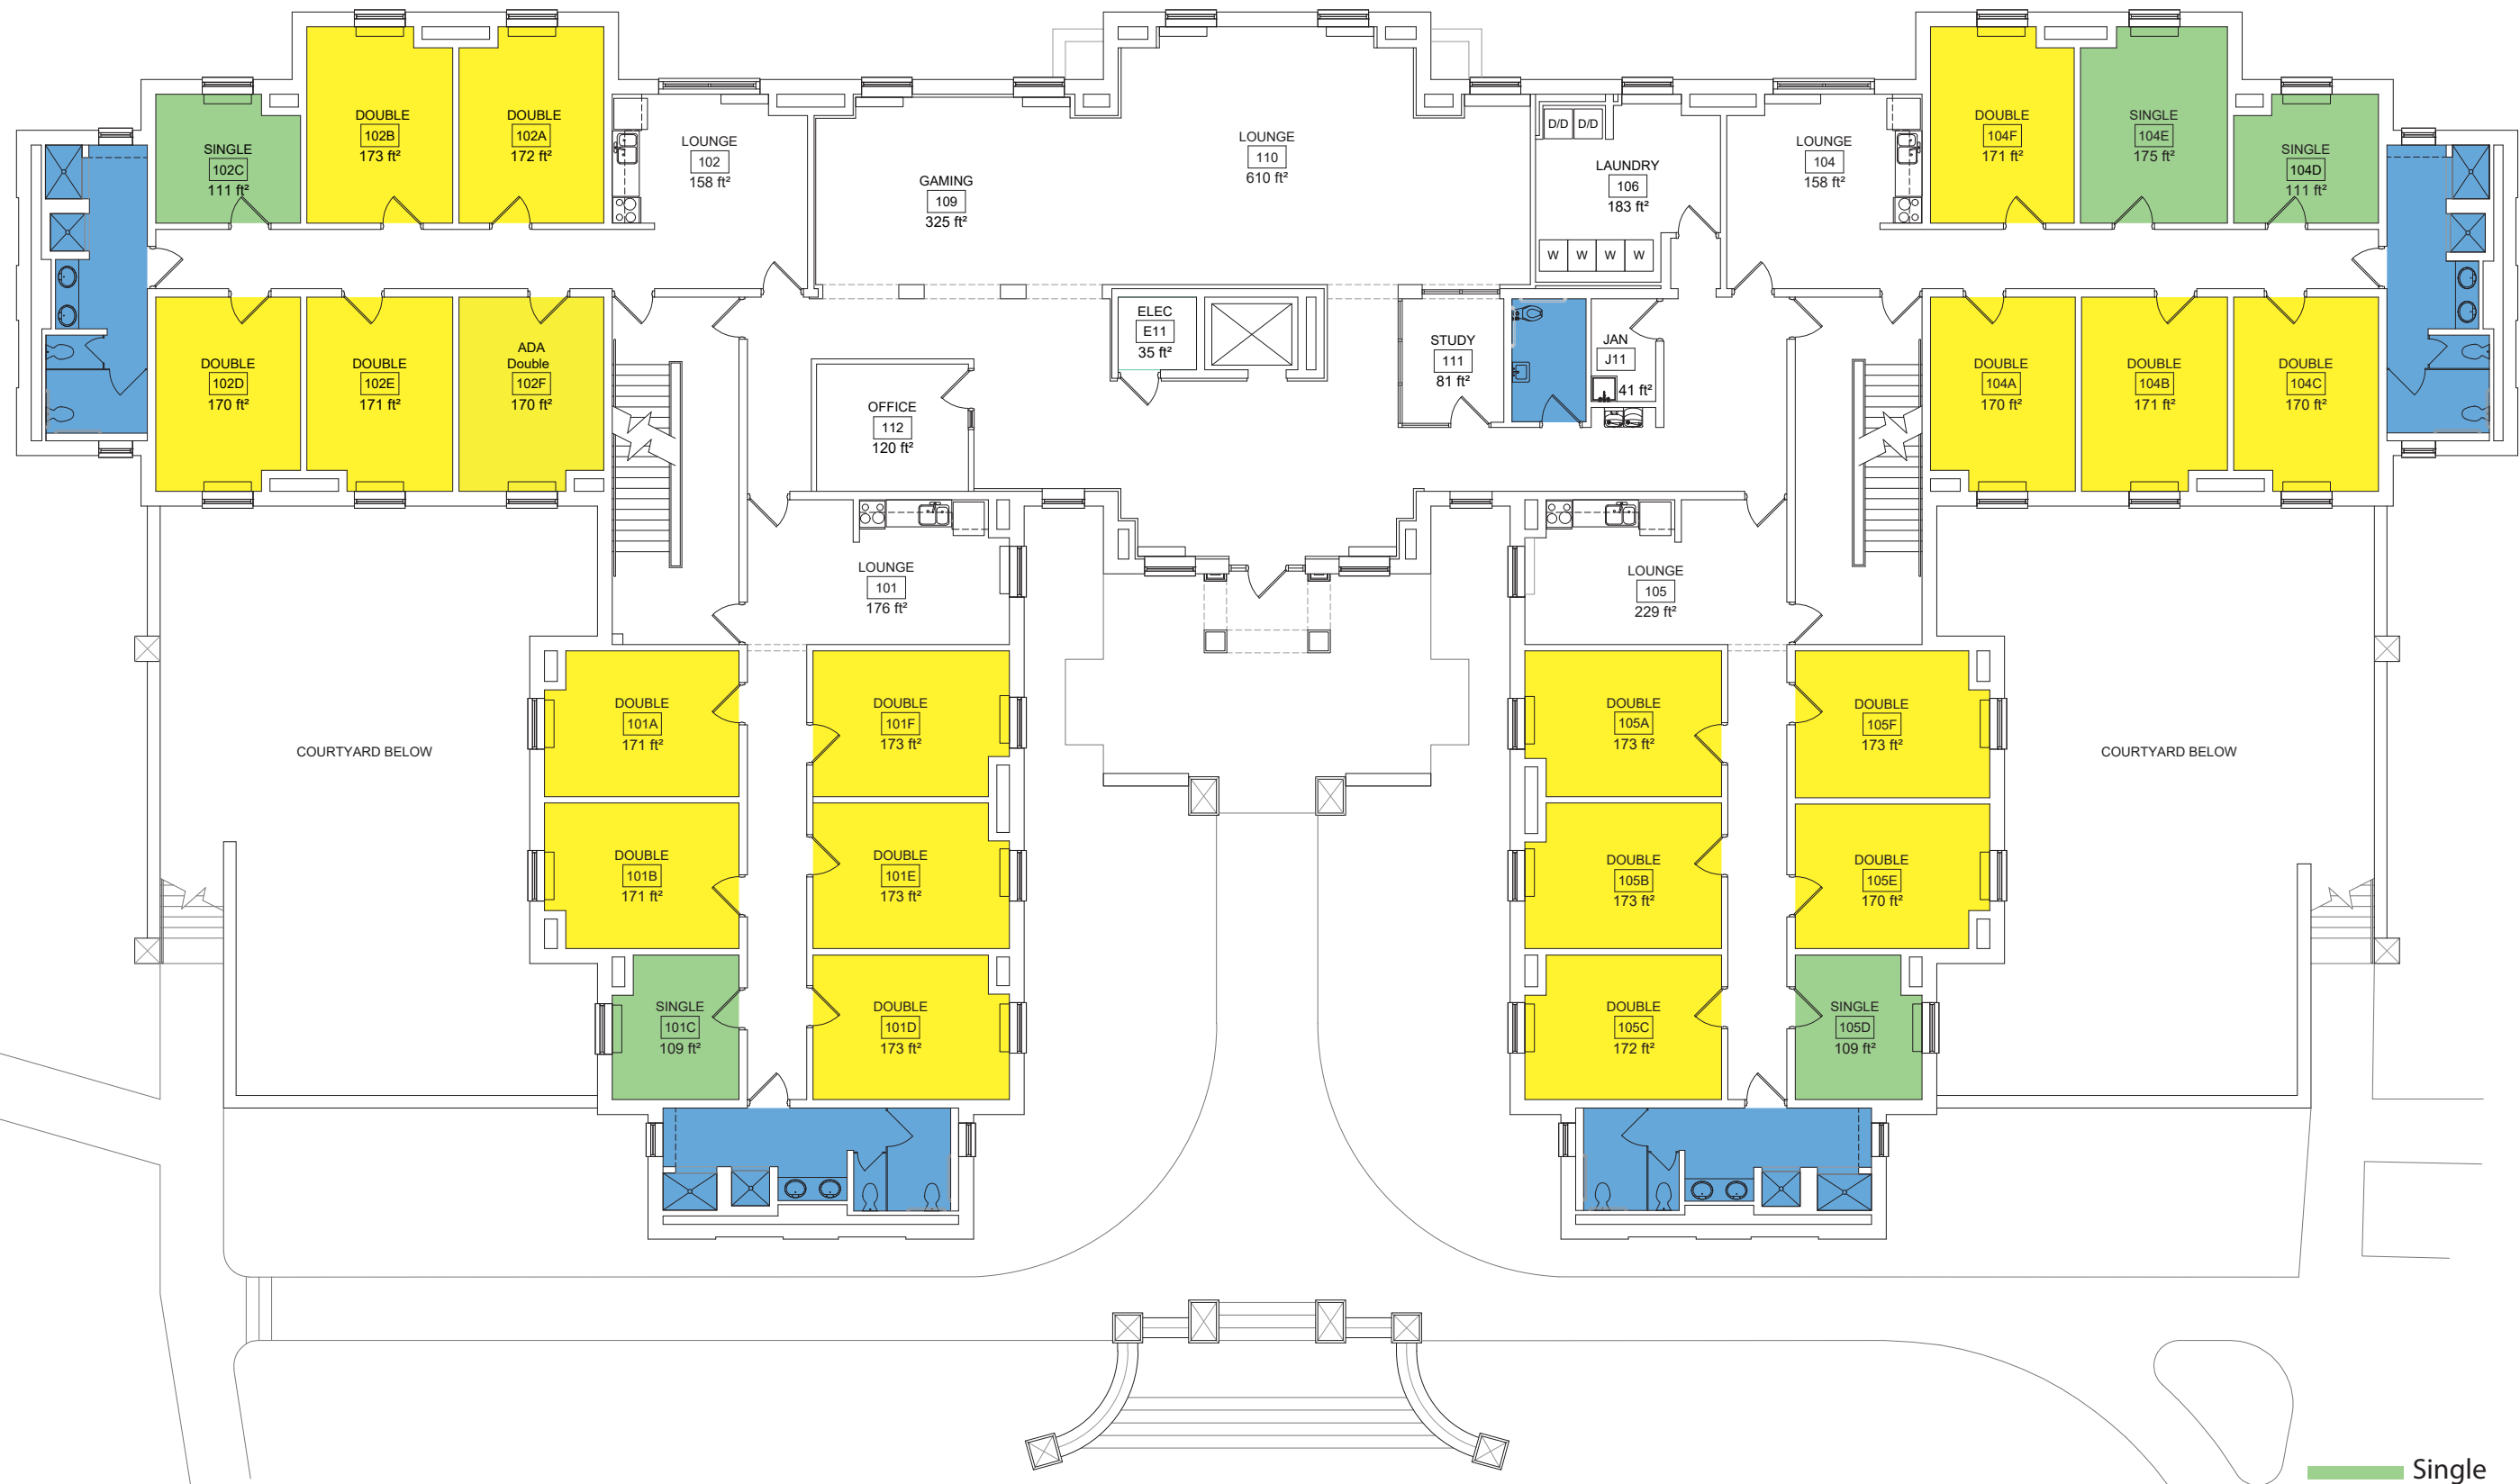 DOUBLE
102B
173 ft²
DOUBLE
102A
172 ft²
SINGLE
102C
111 ft²
LOUNGE
102
158 ft²
GAMING
109
325 ft²
LOUNGE
110
610 ft²
D/D D/D
LAUNDRY
106
183 ft²
W W W W
LOUNGE
104
158 ft²
DOUBLE
104F
171 ft²
SINGLE
104E
175 ft²
SINGLE
104D
111 ft²
DOUBLE
102D
170 ft²
DOUBLE
102E
171 ft²
ADA
Double
102F
170 ft²
OFFICE
112
120 ft²
ELEC
E11
35 ft²
STUDY
111
81 ft²
JAN
J11
41 ft²
DOUBLE
104A
170 ft²
DOUBLE
104B
171 ft²
DOUBLE
104C
170 ft²
LOUNGE
101
176 ft²
LOUNGE
105
229 ft²
COURTYARD BELOW
DOUBLE
101A
171 ft²
DOUBLE
101F
173 ft²
DOUBLE
105A
173 ft²
DOUBLE
105F
173 ft²
COURTYARD BELOW
DOUBLE
101B
171 ft²
DOUBLE
101E
173 ft²
DOUBLE
105B
173 ft²
DOUBLE
105E
170 ft²
SINGLE
101C
109 ft²
DOUBLE
101D
173 ft²
DOUBLE
105C
172 ft²
SINGLE
105D
109 ft²
Single